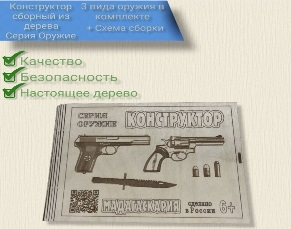 Конструктор
сборный из
дерева
Серия Оружие
3 вида оружия в
комплекте
+ Схема сборки
Качество
Безопасность
Настоящее дерево
СЕРИЯ
ОРУЖИЕ
КОНСТРУКТОР
МАДАГУСКАРИЯ
СДЕЛАНО
в РОССИИ
6+